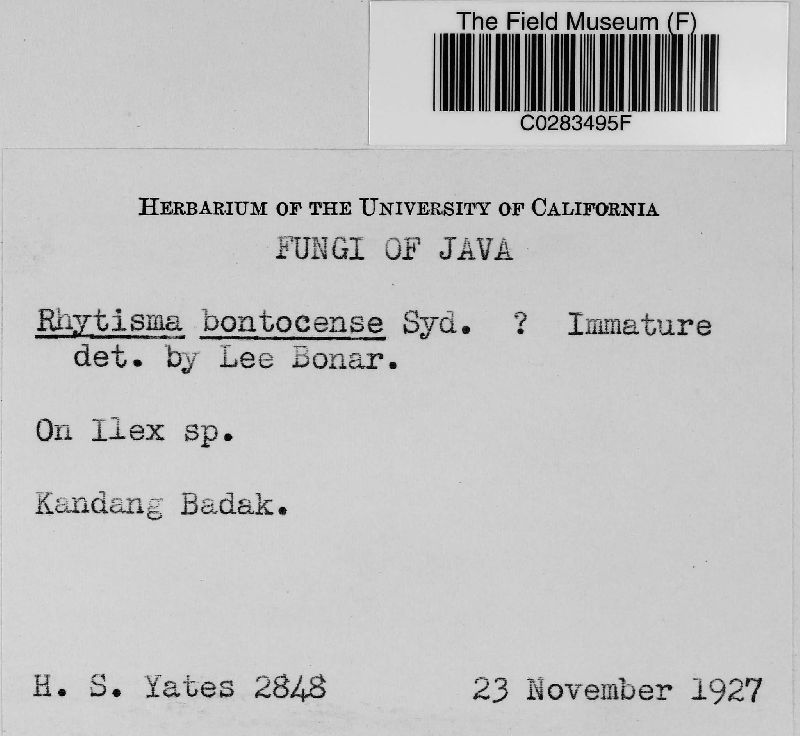 The Field Museum (F)
C0283495F
HERBARIUM OF THE UNIVERSITY OF CALIFORNIA
FUNGI OF JAVA
Rhytisma bontocense Syd. ? Immature
det. by Lee Bonar.
On Ilex sp.
Kandang Badak.
H. S. Yates 2848 23 November 1927